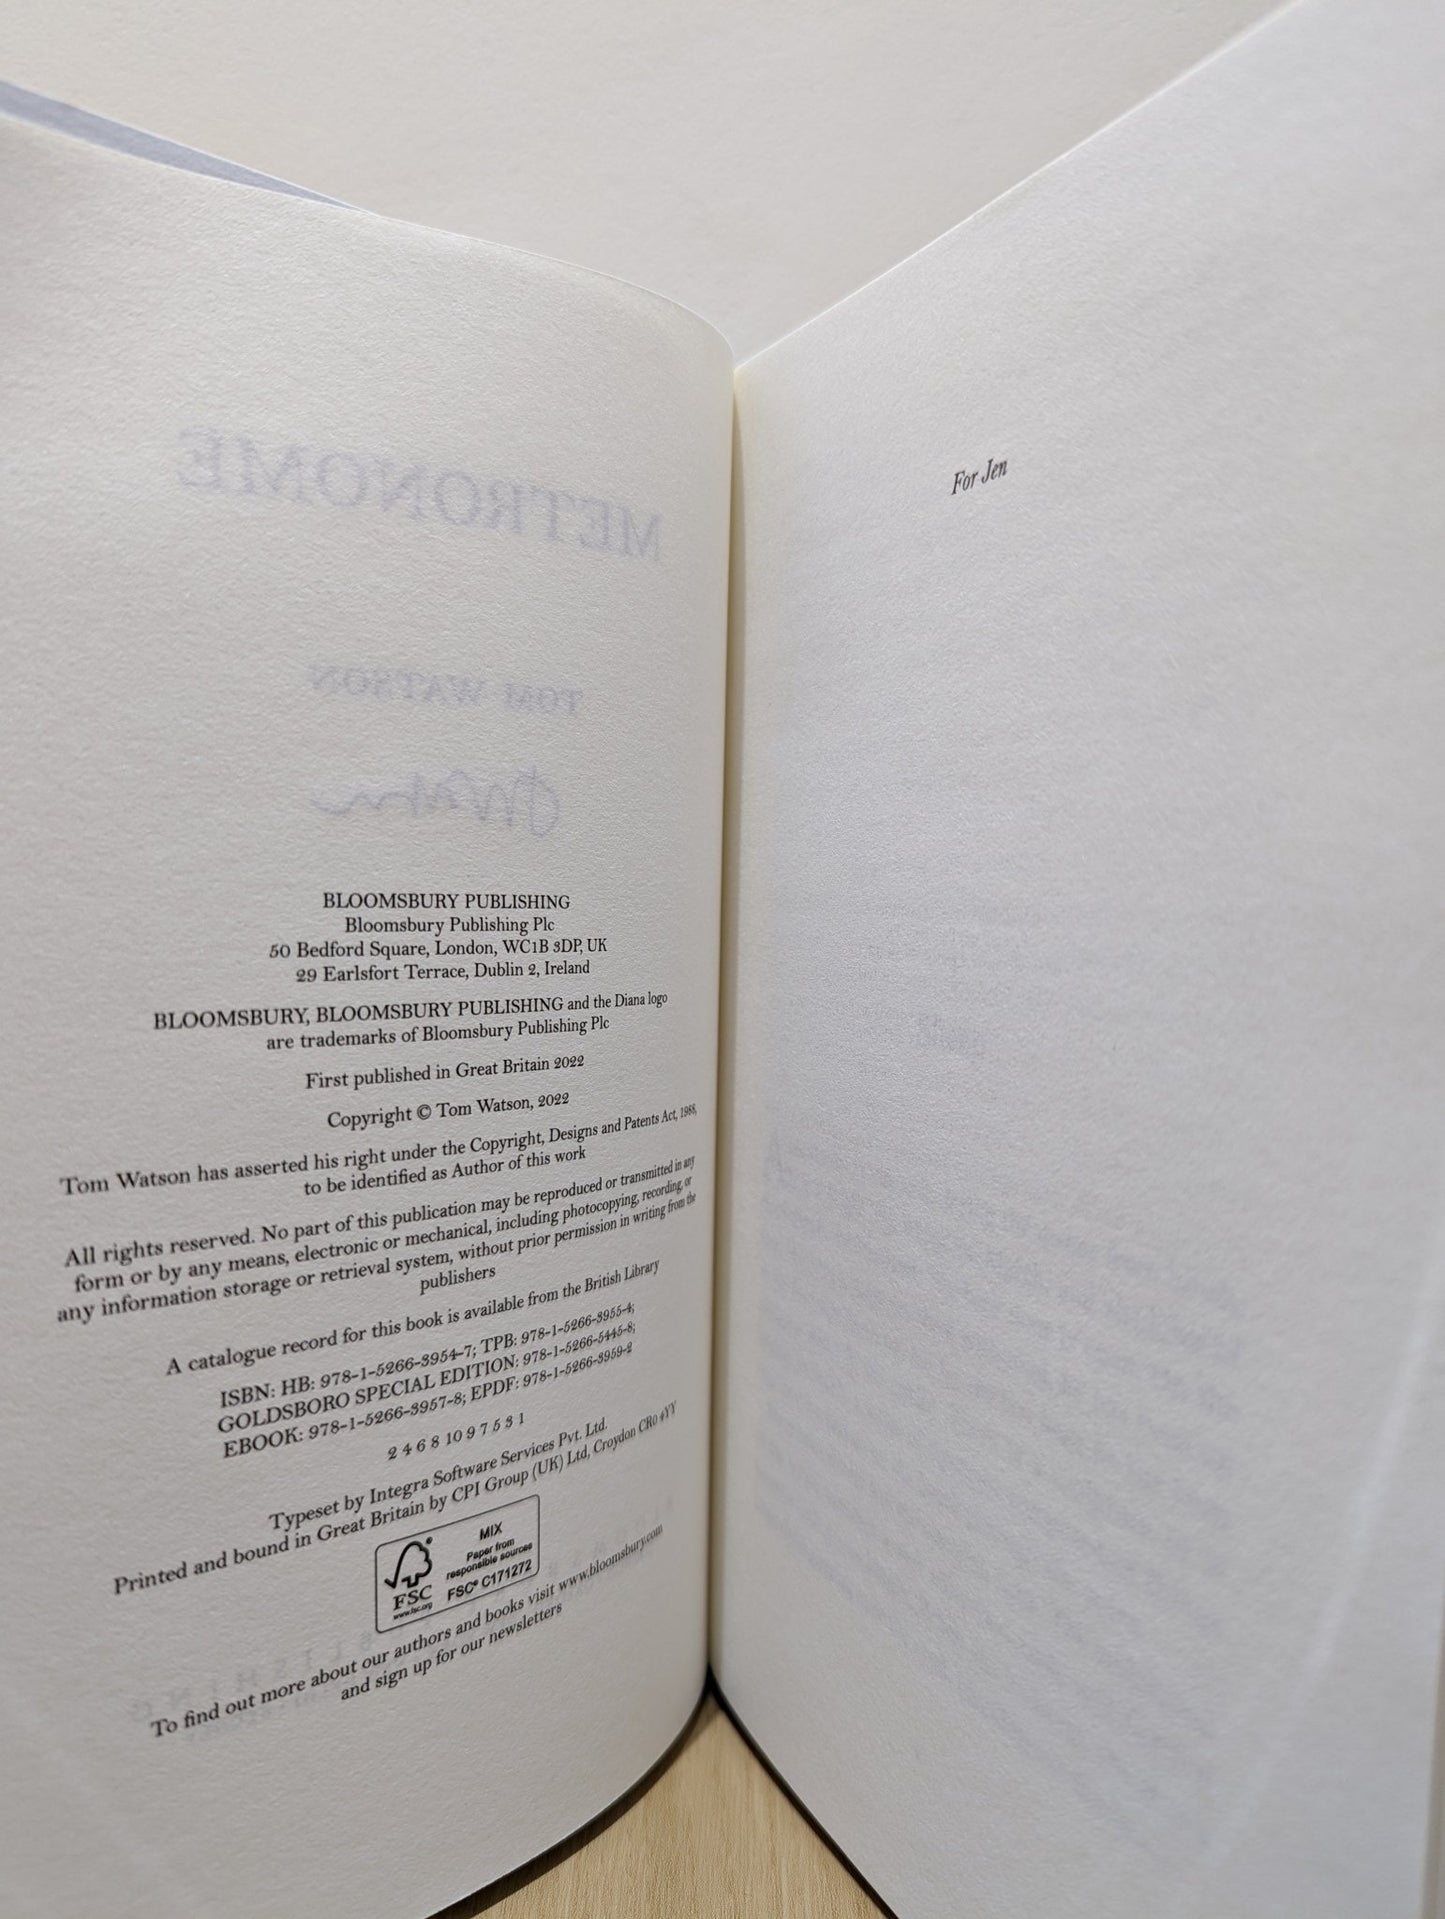 METRONOME
TOM WATSON
BLOOMSBURY PUBLISHING
Bloomsbury Publishing Plc
50 Bedford Square, London, WC1B 3DP, UK
29 Earlsfort Terrace, Dublin 2, Ireland
BLOOMSBURY, BLOOMSBURY PUBLISHING and the Diana logo
are trademarks of Bloomsbury Publishing Plc
First published in Great Britain 2022
Copyright © Tom Watson, 2022
Tom Watson has asserted his right under the Copyright, Designs and Patents Act, 1988,
to be identified as Author of this work
All rights reserved. No part of this publication may be reproduced or transmitted in any
form or by any means, electronic or mechanical, including photocopying, recording, or
any information storage or retrieval system, without prior permission in writing from the
publishers
A catalogue record for this book is available from the British Library
ISBN: HB: 978-1-5266-3954-7; TPB: 978-1-5266-3955-4;
GOLDSBORO SPECIAL EDITION: 978-1-5266-5445-8;
EBOOK: 978-1-5266-3957-8; EPDF: 978-1-5266-3959-2
2 4 6 8 10 9 7 5 3 1
Typeset by Integra Software Services Pvt. Ltd.
Printed and bound in Great Britain by CPI Group (UK) Ltd, Croydon CR0 4YY
FSC
www.fsc.org
MIX
Paper from
responsible sources
FSC® C171272
To find out more about our authors and books visit www.bloomsbury.com
and sign up for our newsletters
For Jen